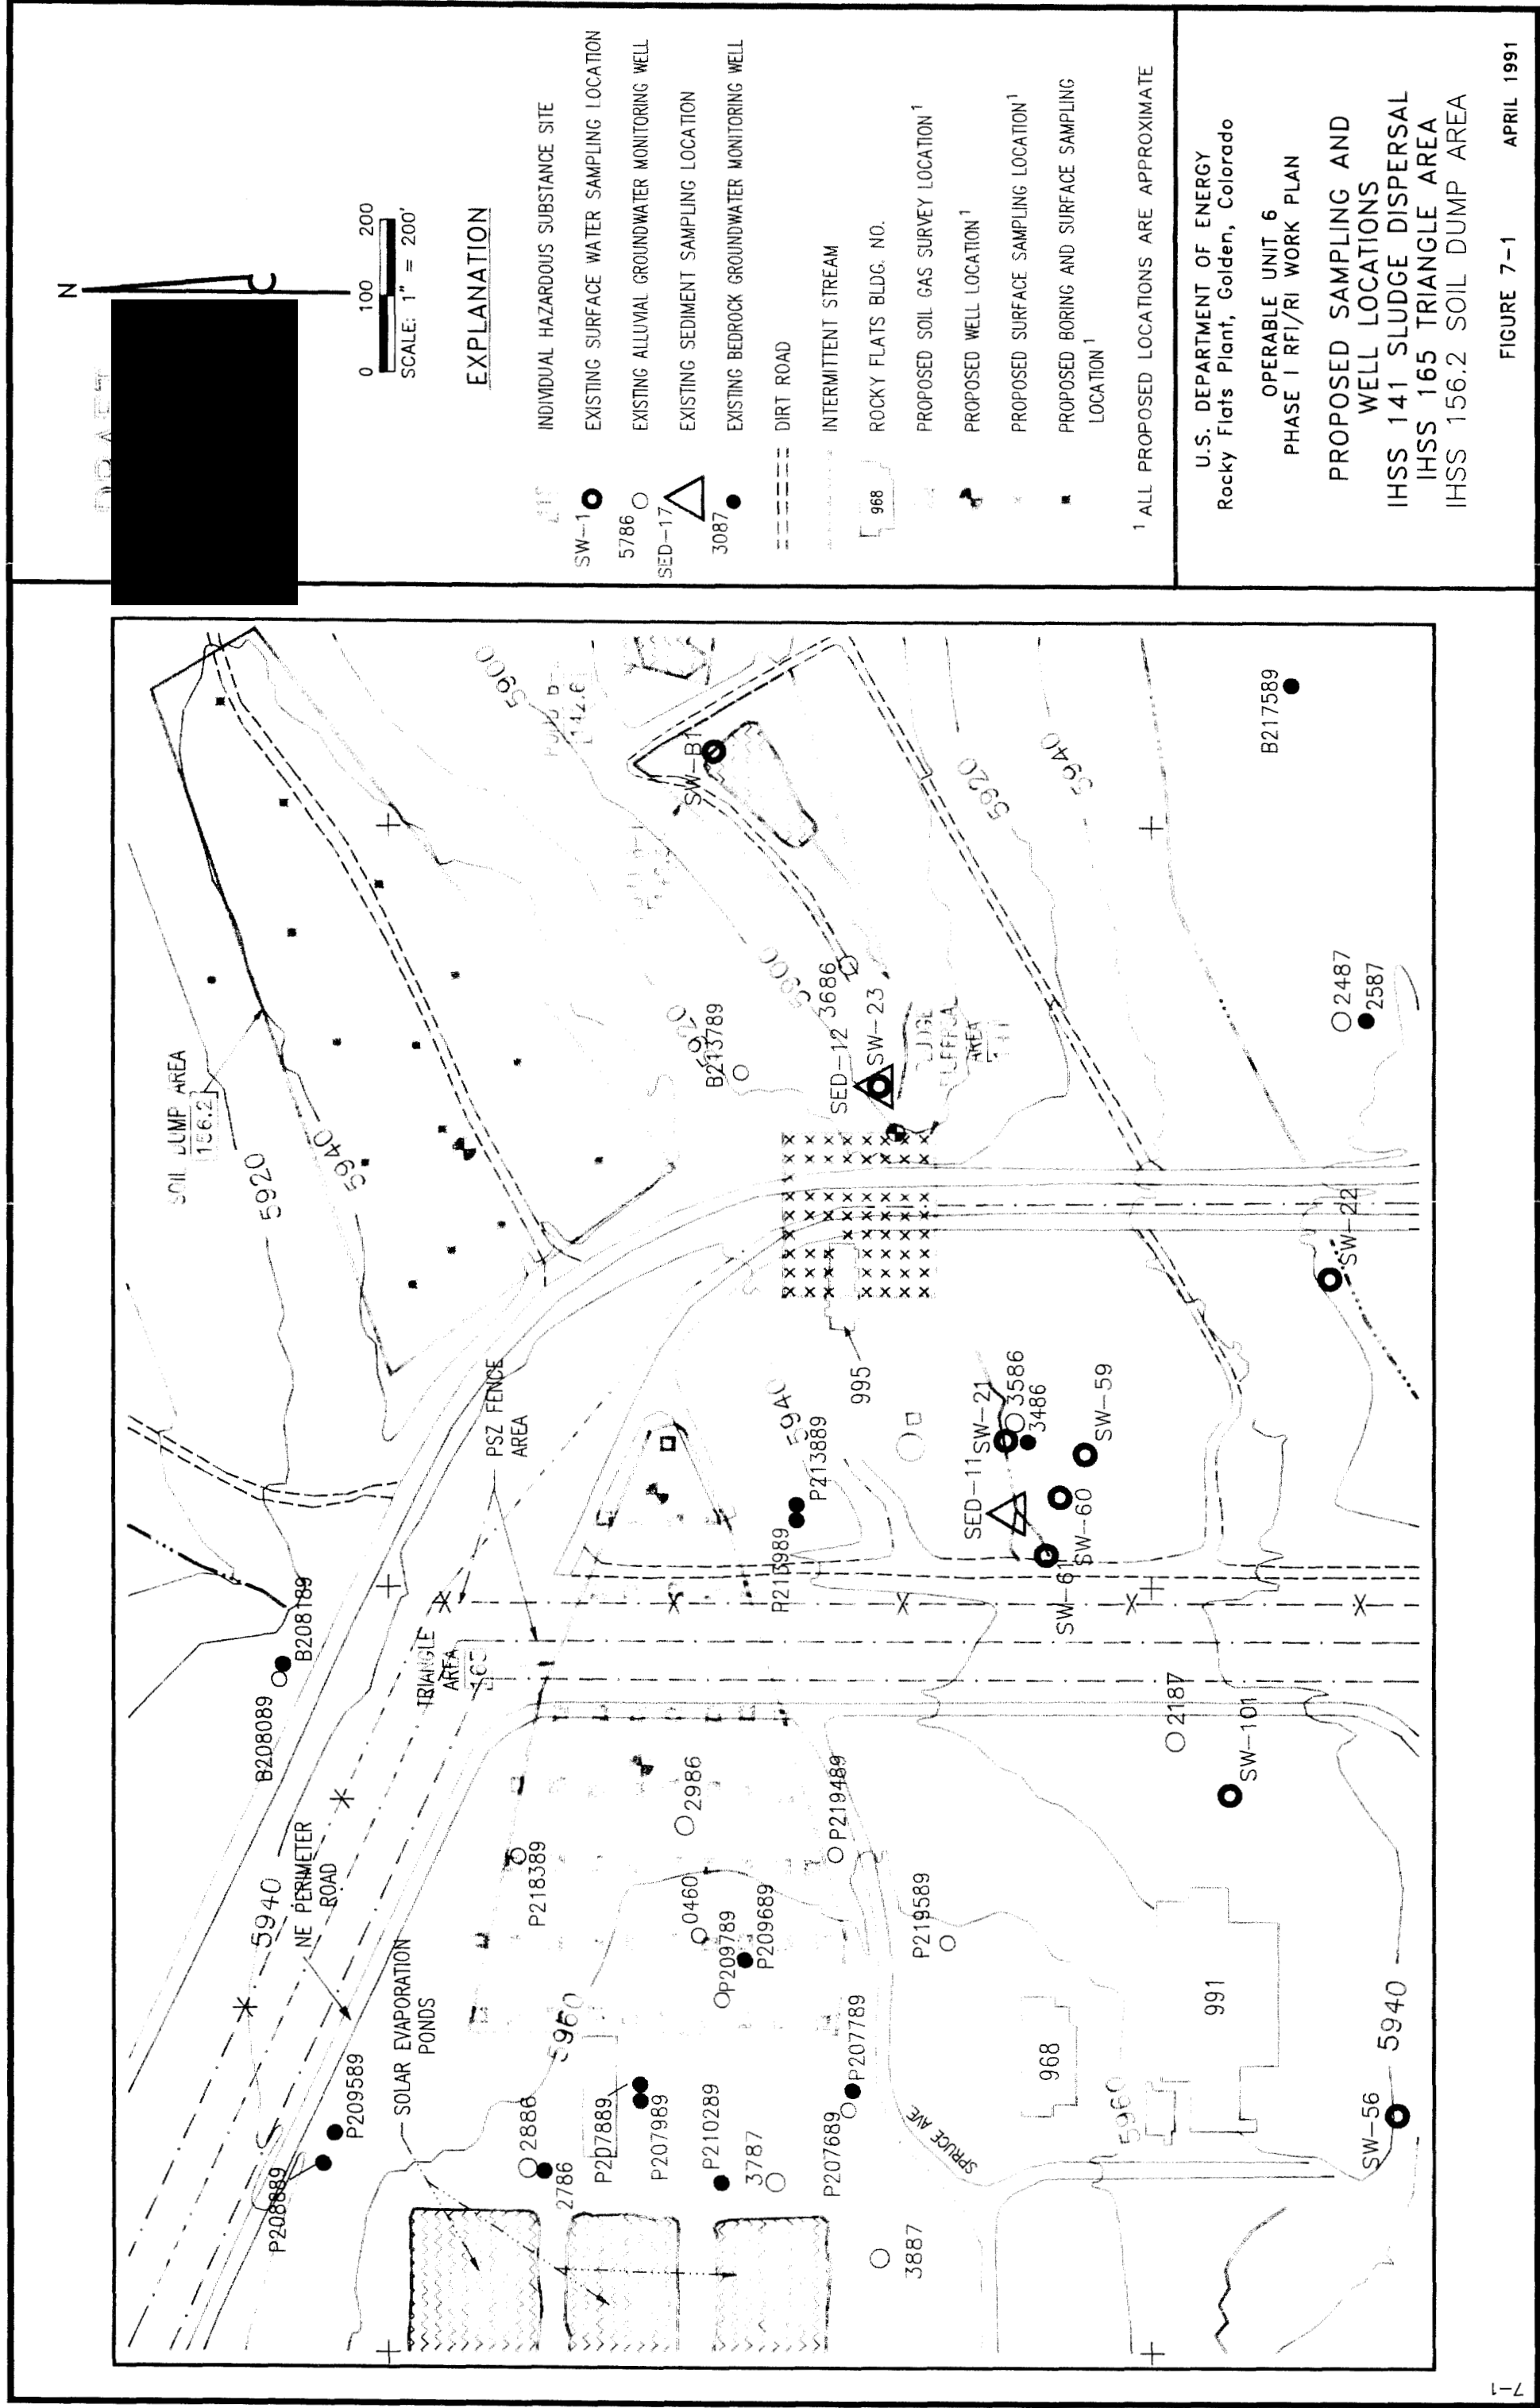 N
0 100 200
SCALE: 1" = 200'
EXPLANATION
INDIVIDUAL HAZARDOUS SUBSTANCE SITE
SW-1 EXISTING SURFACE WATER SAMPLING LOCATION
5786 EXISTING ALLUVIAL GROUNDWATER MONITORING WELL
SED-17 EXISTING SEDIMENT SAMPLING LOCATION
3087 EXISTING BEDROCK GROUNDWATER MONITORING WELL
DIRT ROAD
INTERMITTENT STREAM
968 ROCKY FLATS BLDG. NO.
PROPOSED SOIL GAS SURVEY LOCATION¹
PROPOSED WELL LOCATION¹
PROPOSED SURFACE SAMPLING LOCATION¹
PROPOSED BORING AND SURFACE SAMPLING
LOCATION¹
¹ ALL PROPOSED LOCATIONS ARE APPROXIMATE
U.S. DEPARTMENT OF ENERGY
Rocky Flats Plant, Golden, Colorado
OPERABLE UNIT 6
PHASE I RFI/RI WORK PLAN
PROPOSED SAMPLING AND
WELL LOCATIONS
IHSS 141 SLUDGE DISPERSAL
IHSS 165 TRIANGLE AREA
IHSS 156.2 SOIL DUMP AREA
FIGURE 7-1 APRIL 1991
SOIL DUMP AREA
156.2
5920
5940
5900
SW-B1
5920
5940
B217589
5900
5920
B213789
3686
SED-12
SW-23
AREA
2487
2587
SW-22
995
PSZ FENCE
AREA
5940
P213889
P213989
SED-11
SW-21
3586
3486
SW-59
SW-60
SW-61
B208189
B208089
TRIANGLE
AREA
165
2187
SW-101
5940
NE PERIMETER
ROAD
P218389
2986
P219489
0460
P209789
P209689
P219589
SOLAR EVAPORATION
PONDS
5960
P209589
P208889
2886
2786
P207889
P207989
P210289
3787
P207789
P207689
SPRUCE AVE.
968
991
5960
5940
SW-56
3887
7-1